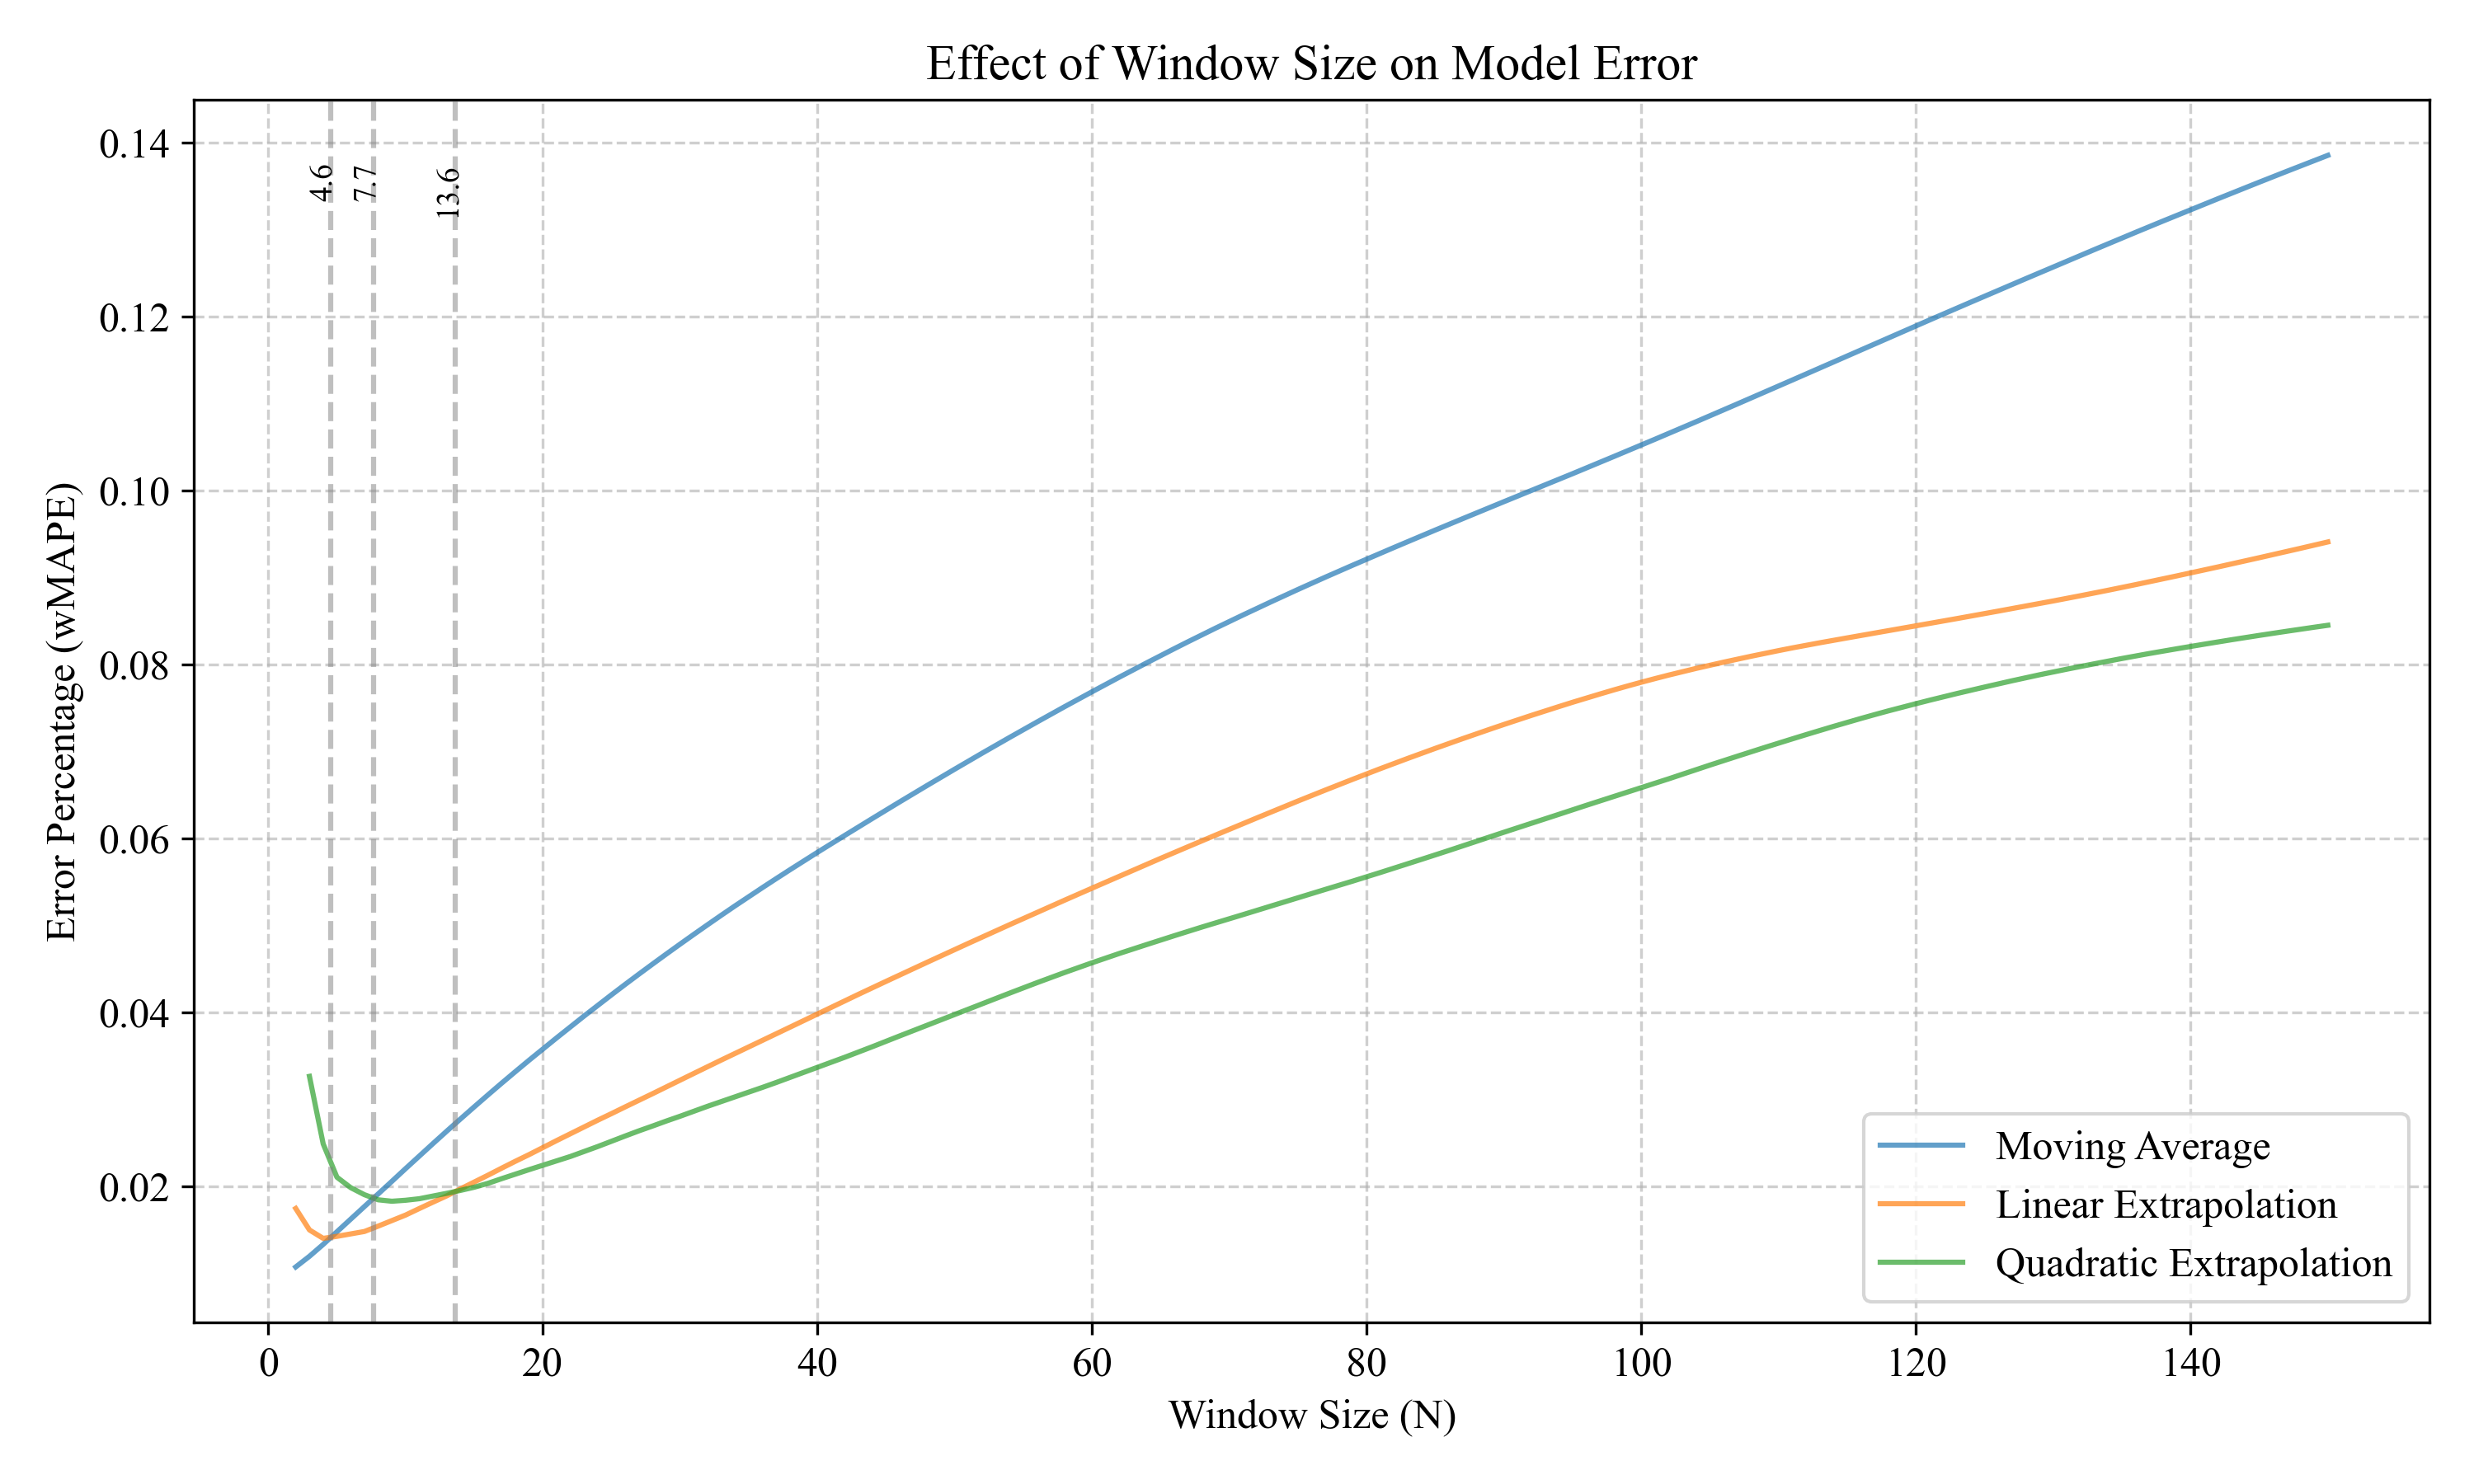 Effect of Window Size on Model Error
0.14
0.12
0.10
0.08
0.06
0.04
0.02
Error Percentage (wMAPE)
4.6
7.7
13.6
Moving Average
Linear Extrapolation
Quadratic Extrapolation
0 20 40 60 80 100 120 140
Window Size (N)